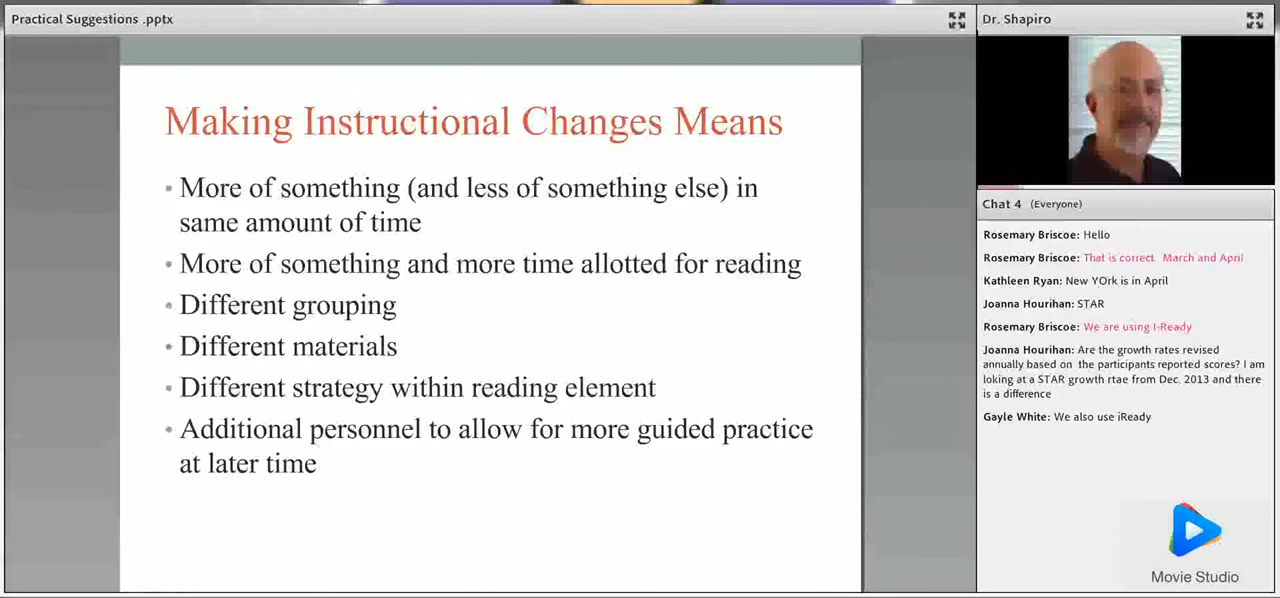 Practical Suggestions .pptx
Making Instructional Changes Means
More of something (and less of something else) in
same amount of time
More of something and more time allotted for reading
Different grouping
Different materials
Different strategy within reading element
Additional personnel to allow for more guided practice
at later time
Dr. Shapiro
Chat 4 (Everyone)
Rosemary Briscoe: Hello
Rosemary Briscoe: That is correct. March and April
Kathleen Ryan: New YOrk is in April
Joanna Hourihan: STAR
Rosemary Briscoe: We are using I-Ready
Joanna Hourihan: Are the growth rates revised
annually based on the participants reported scores? I am
loking at a STAR growth rtae from Dec. 2013 and there
is a difference
Gayle White: We also use iReady
Movie Studio